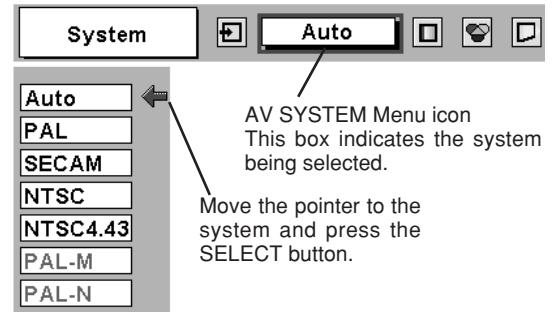 System
Auto
AV SYSTEM Menu icon
This box indicates the system
being selected.
Auto
PAL
SECAM
NTSC
NTSC4.43
PAL-M
PAL-N
Move the pointer to the
system and press the
SELECT button.